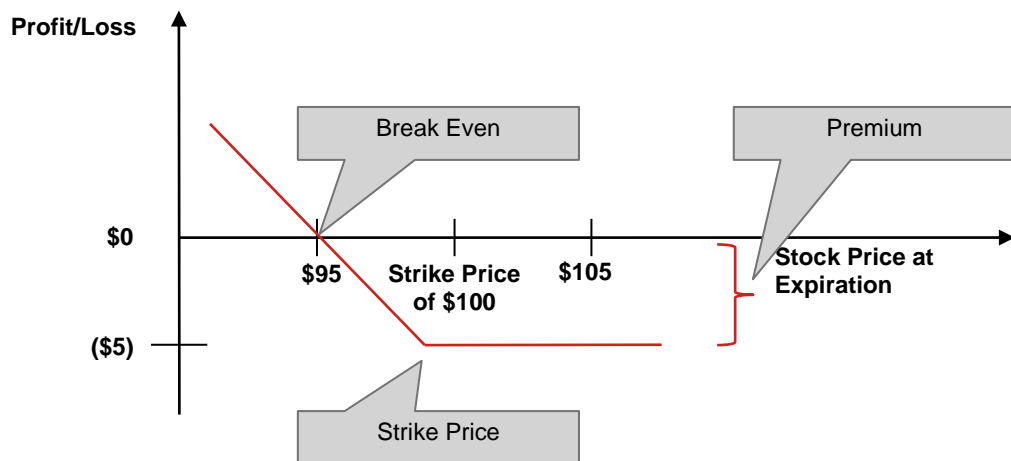 Profit/Loss
Break Even
Premium
$0
$95
Strike Price
of $100
$105
Stock Price at
Expiration
($5)
Strike Price